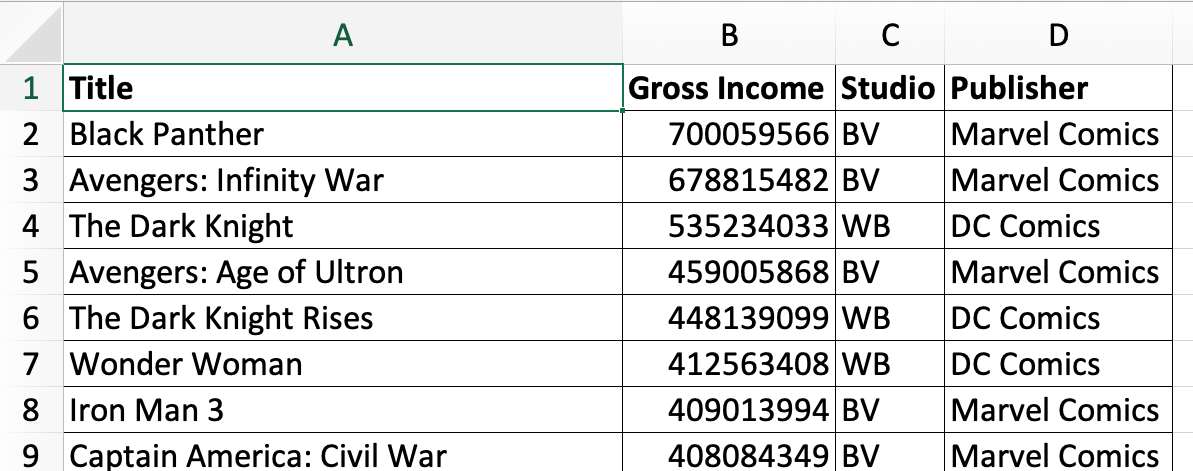 A B C D
1 Title Gross Income Studio Publisher
2 Black Panther 700059566 BV Marvel Comics
3 Avengers: Infinity War 678815482 BV Marvel Comics
4 The Dark Knight 535234033 WB DC Comics
5 Avengers: Age of Ultron 459005868 BV Marvel Comics
6 The Dark Knight Rises 448139099 WB DC Comics
7 Wonder Woman 412563408 WB DC Comics
8 Iron Man 3 409013994 BV Marvel Comics
9 Captain America: Civil War 408084349 BV Marvel Comics